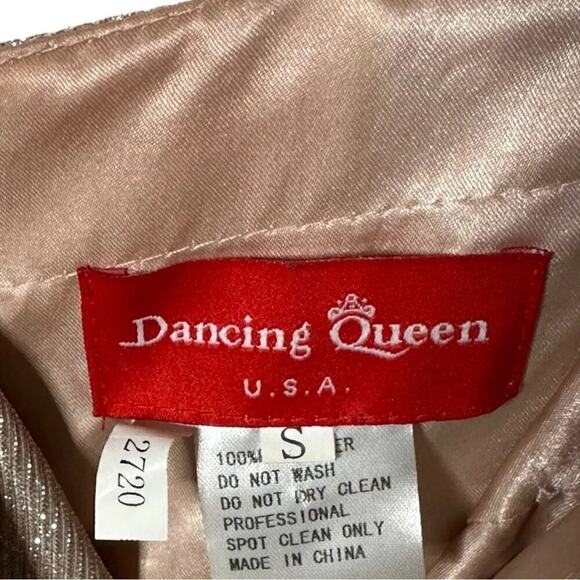 Dancing Queen
U.S.A.
2720
S
100%
DO NOT WASH
DO NOT DRY CLEAN
PROFESSIONAL
SPOT CLEAN ONLY
MADE IN CHINA